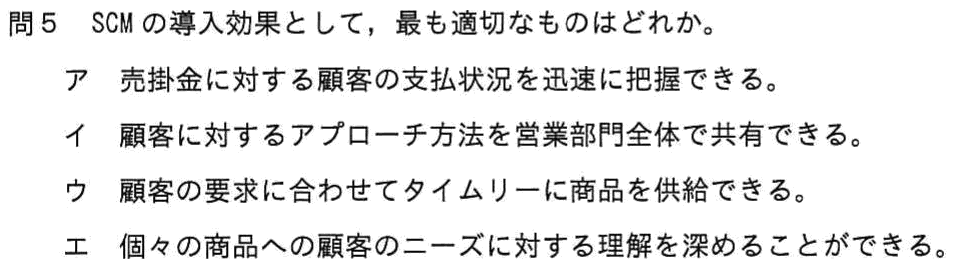 問5 SCMの導入効果として，最も適切なものはどれか。
ア 売掛金に対する顧客の支払状況を迅速に把握できる。
イ 顧客に対するアプローチ方法を営業部門全体で共有できる。
ウ 顧客の要求に合わせてタイムリーに商品を供給できる。
エ 個々の商品への顧客のニーズに対する理解を深めることができる。